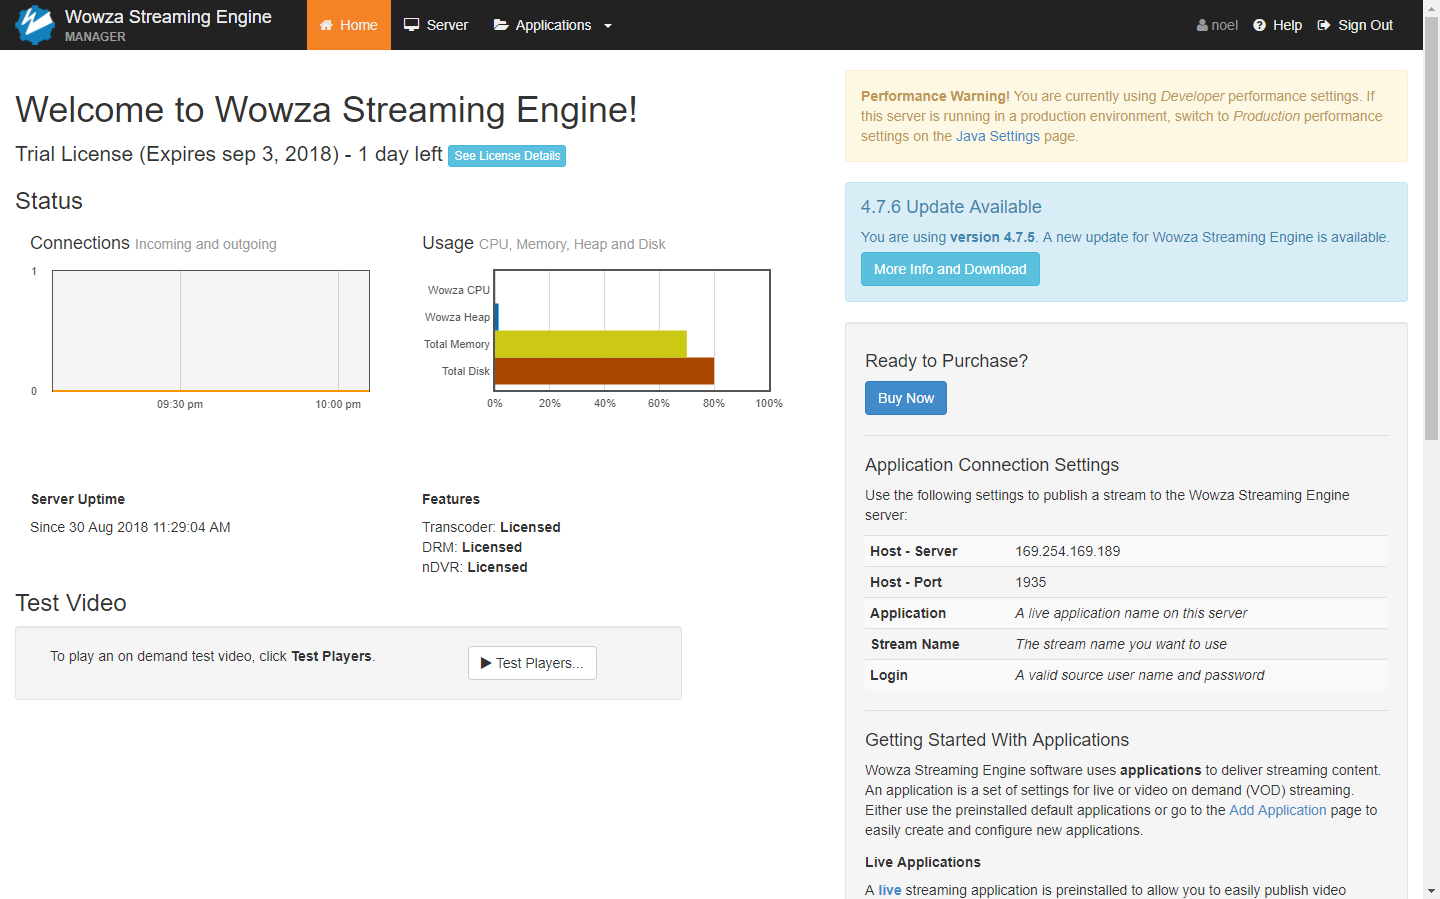 Wowza Streaming Engine
MANAGER
Home
Server
Applications
noel
Help
Sign Out
Welcome to Wowza Streaming Engine!
Trial License (Expires sep 3, 2018) - 1 day left See License Details
Status
Connections Incoming and outgoing
1
0
09:30 pm
10:00 pm
Usage CPU, Memory, Heap and Disk
Wowza CPU
Wowza Heap
Total Memory
Total Disk
0% 20% 40% 60% 80% 100%
Server Uptime
Since 30 Aug 2018 11:29:04 AM
Features
Transcoder: Licensed
DRM: Licensed
nDVR: Licensed
Test Video
To play an on demand test video, click Test Players.
Test Players...
Performance Warning! You are currently using Developer performance settings. If
this server is running in a production environment, switch to Production performance
settings on the Java Settings page.
4.7.6 Update Available
You are using version 4.7.5. A new update for Wowza Streaming Engine is available.
More Info and Download
Ready to Purchase?
Buy Now
Application Connection Settings
Use the following settings to publish a stream to the Wowza Streaming Engine
server:
Host - Server 169.254.169.189
Host - Port 1935
Application A live application name on this server
Stream Name The stream name you want to use
Login A valid source user name and password
Getting Started With Applications
Wowza Streaming Engine software uses applications to deliver streaming content.
An application is a set of settings for live or video on demand (VOD) streaming.
Either use the preinstalled default applications or go to the Add Application page to
easily create and configure new applications.
Live Applications
A live streaming application is preinstalled to allow you to easily publish video